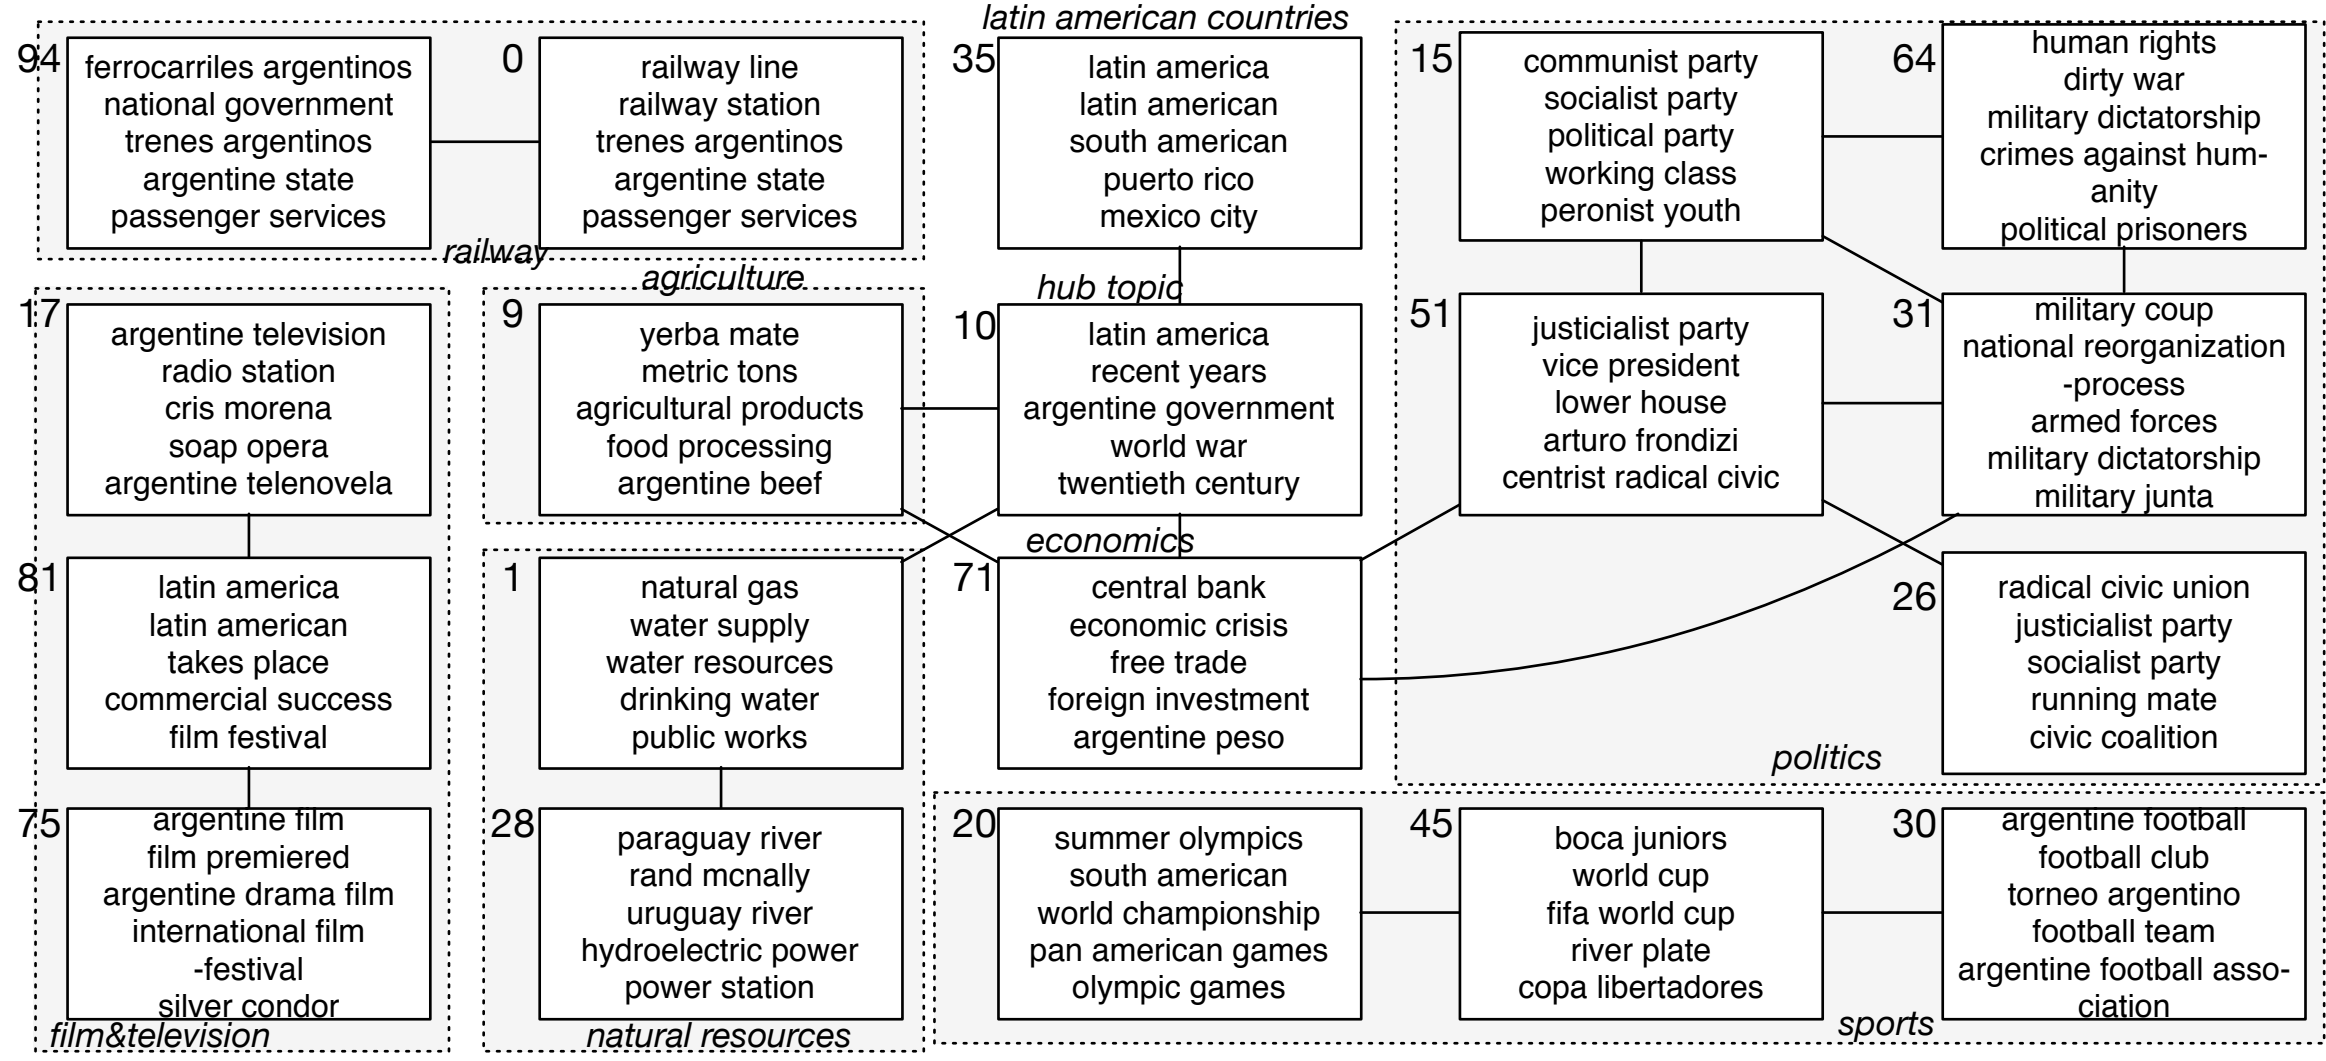 94
ferrocarriles argentinos
national government
trenes argentinos
argentine state
passenger services
0
railway line
railway station
trenes argentinos
argentine state
passenger services
railway
latin american countries
35
latin america
latin american
south american
puerto rico
mexico city
15
communist party
socialist party
political party
working class
peronist youth
64
human rights
dirty war
military dictatorship
crimes against hum-
anity
political prisoners
17
argentine television
radio station
cris morena
soap opera
argentine telenovela
agriculture
9
yerba mate
metric tons
agricultural products
food processing
argentine beef
hub topic
10
latin america
recent years
argentine government
world war
twentieth century
51
justicialist party
vice president
lower house
arturo frondizi
centrist radical civic
31
military coup
national reorganization
-process
armed forces
military dictatorship
military junta
81
latin america
latin american
takes place
commercial success
film festival
1
natural gas
water supply
water resources
drinking water
public works
economics
71
central bank
economic crisis
free trade
foreign investment
argentine peso
26
radical civic union
justicialist party
socialist party
running mate
civic coalition
politics
75
argentine film
film premiered
argentine drama film
international film
-festival
silver condor
film&television
28
paraguay river
rand mcnally
uruguay river
hydroelectric power
power station
natural resources
20
summer olympics
south american
world championship
pan american games
olympic games
45
boca juniors
world cup
fifa world cup
river plate
copa libertadores
30
argentine football
football club
torneo argentino
football team
argentine football asso-
ciation
sports